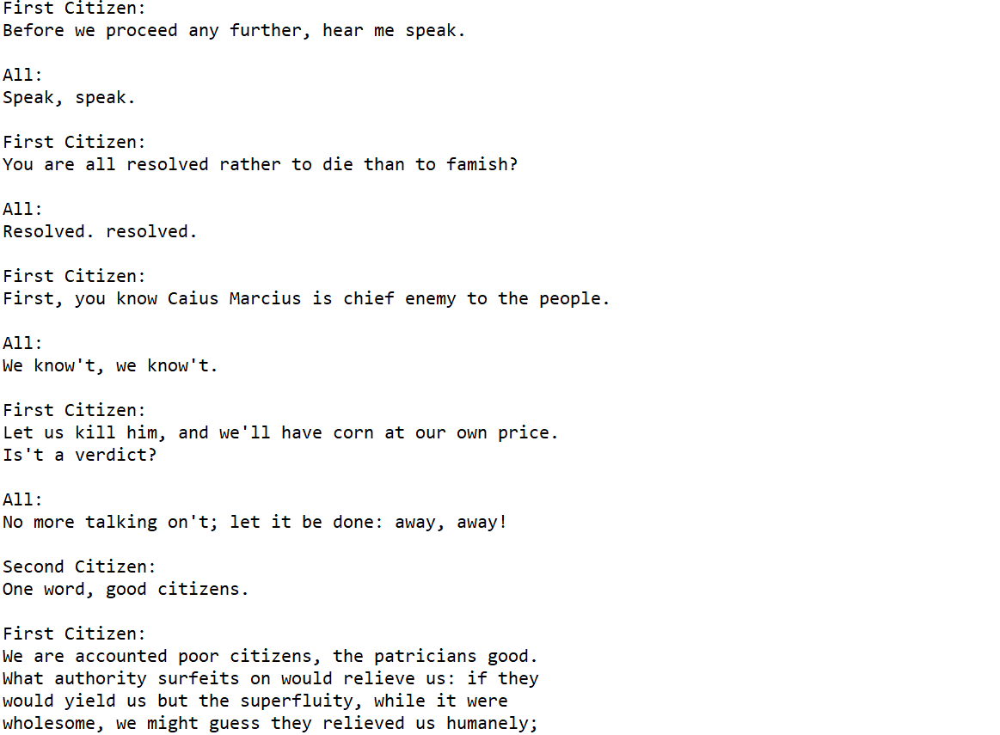 First Citizen:
Before we proceed any further, hear me speak.

All:
Speak, speak.

First Citizen:
You are all resolved rather to die than to famish?

All:
Resolved. resolved.

First Citizen:
First, you know Caius Marcius is chief enemy to the people.

All:
We know't, we know't.

First Citizen:
Let us kill him, and we'll have corn at our own price.
Is't a verdict?

All:
No more talking on't; let it be done: away, away!

Second Citizen:
One word, good citizens.

First Citizen:
We are accounted poor citizens, the patricians good.
What authority surfeits on would relieve us: if they
would yield us but the superfluity, while it were
wholesome, we might guess they relieved us humanely;